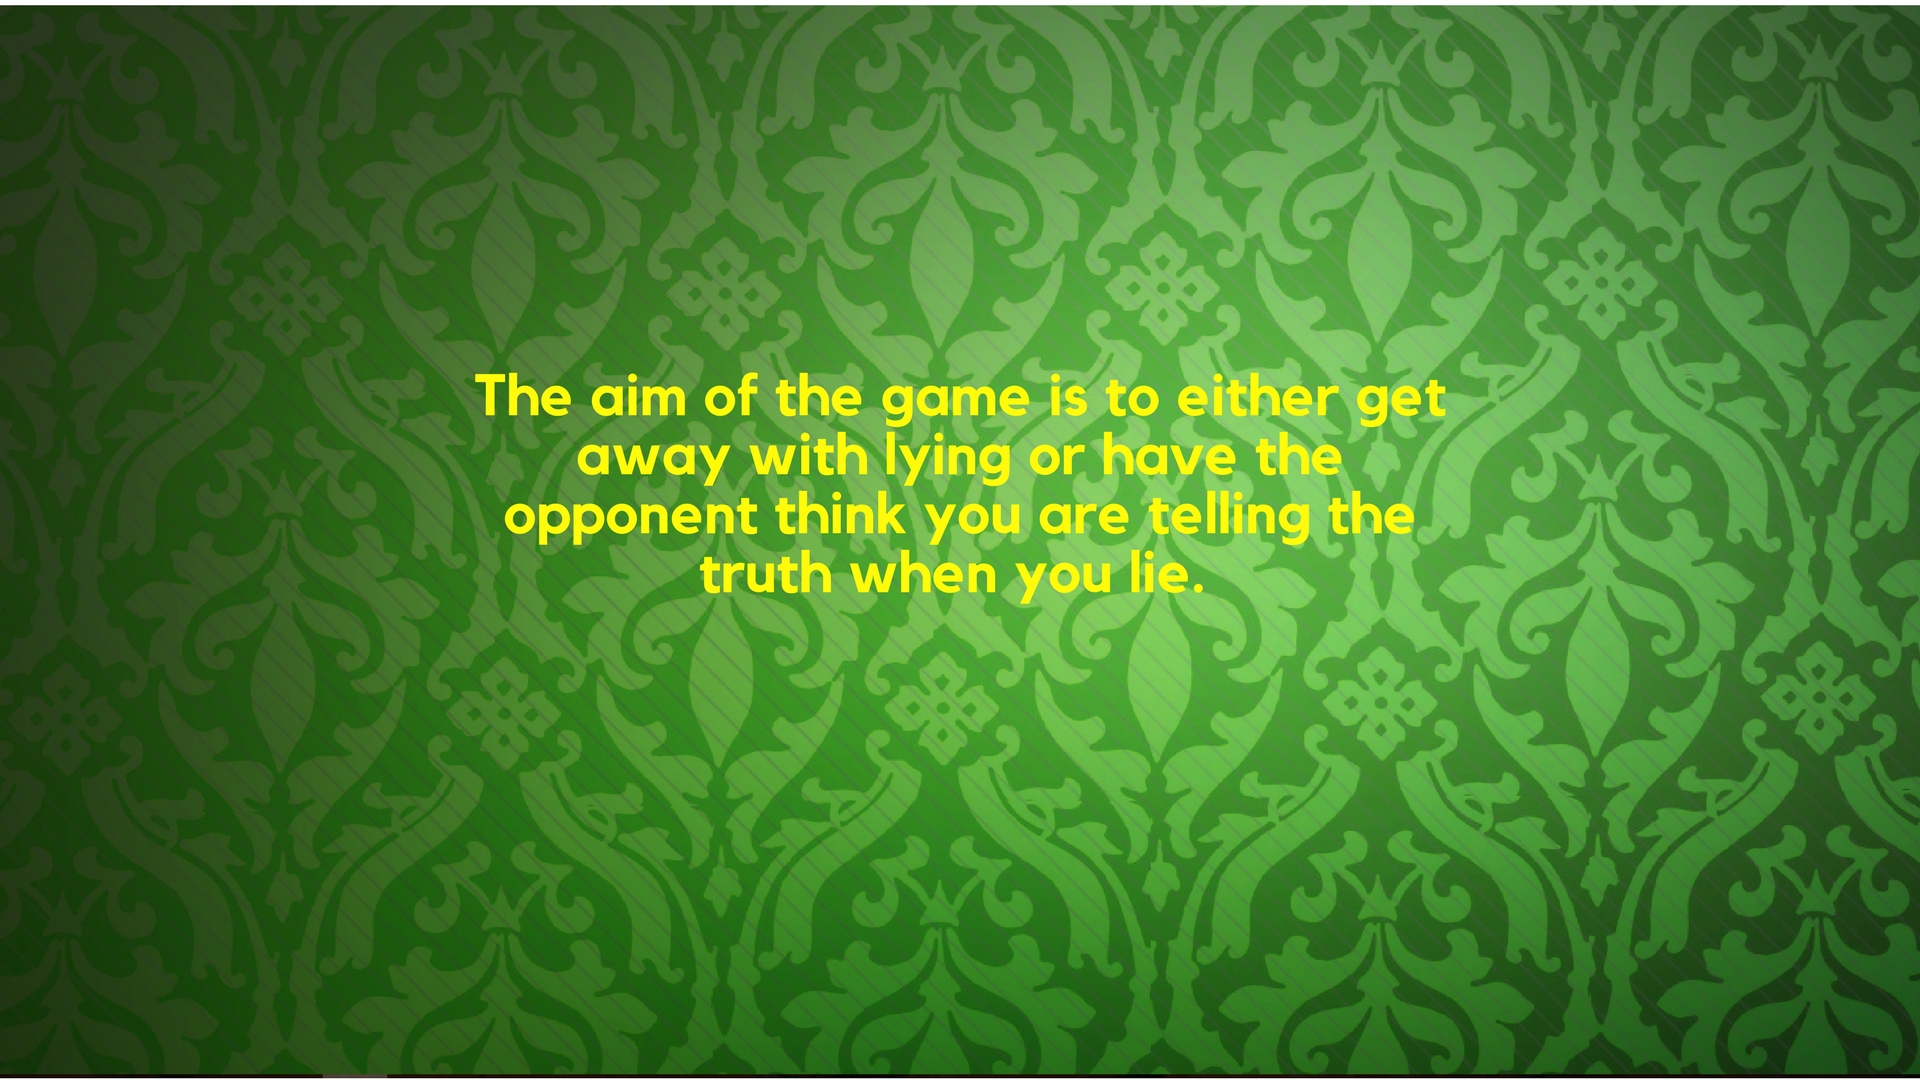 The aim of the game is to either get
away with lying or have the
opponent think you are telling the
truth when you lie.